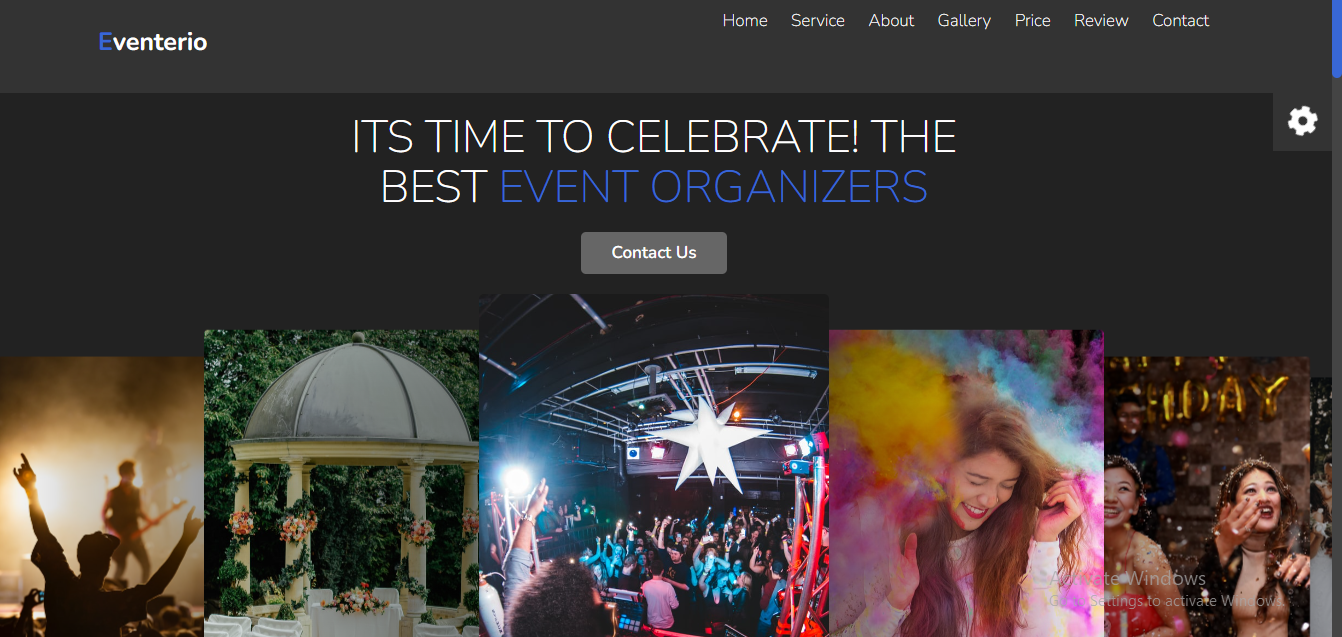 Eventerio
Home Service About Gallery Price Review Contact
ITS TIME TO CELEBRATE! THE
BEST EVENT ORGANIZERS
Contact Us
HDAY
Activate Windows
Go to Settings to activate Windows.